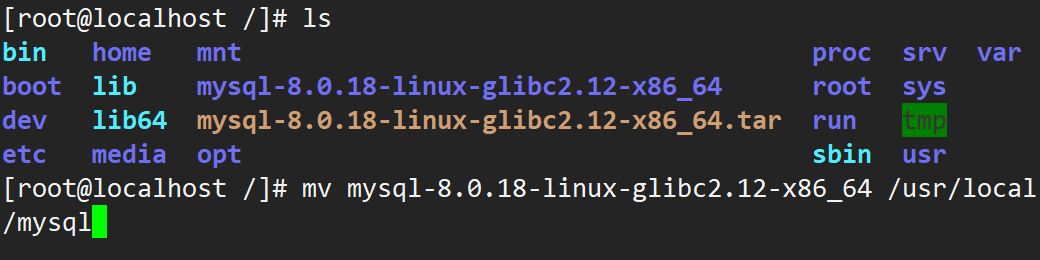 [root@localhost /]# ls
bin   home   mnt                                      proc  srv  var
boot  lib    mysql-8.0.18-linux-glibc2.12-x86_64      root  sys
dev   lib64  mysql-8.0.18-linux-glibc2.12-x86_64.tar  run   tmp
etc   media  opt                                      sbin  usr
[root@localhost /]# mv mysql-8.0.18-linux-glibc2.12-x86_64 /usr/local
/mysql